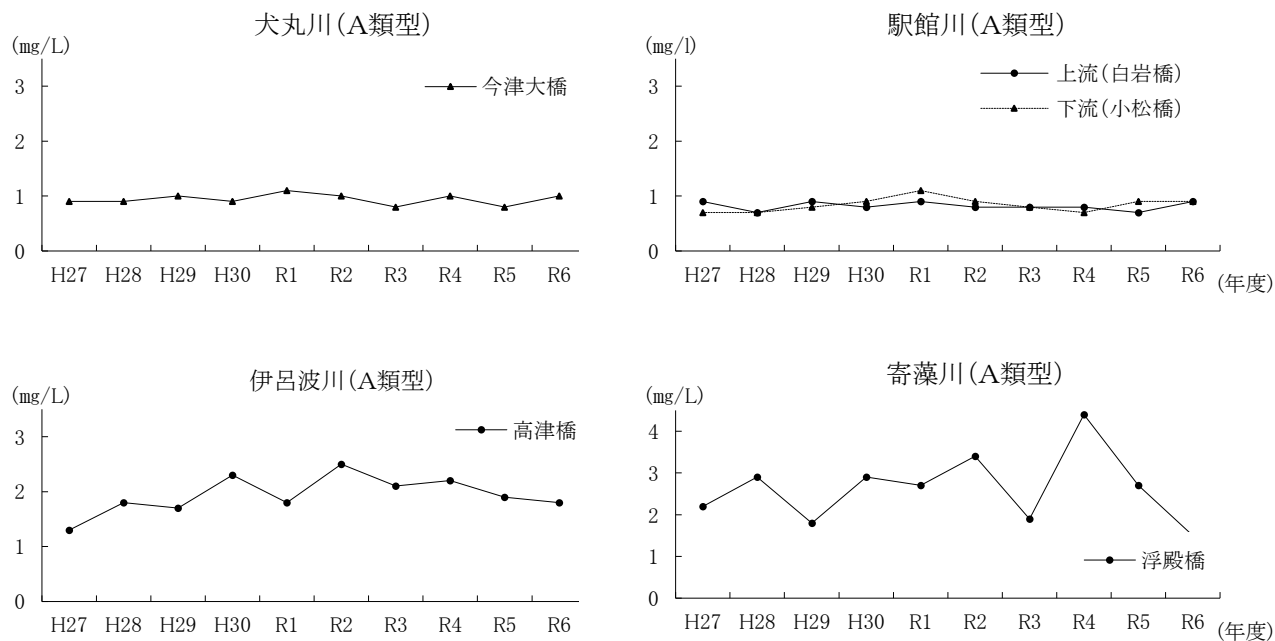 犬丸川(A類型)
(mg/L)
今津大橋
3
2
1
0
H27 H28 H29 H30 R1 R2 R3 R4 R5 R6
駅館川(A類型)
(mg/l)
上流(白岩橋)
下流(小松橋)
3
2
1
0
H27 H28 H29 H30 R1 R2 R3 R4 R5 R6 (年度)
伊呂波川(A類型)
(mg/L)
高津橋
3
2
1
0
H27 H28 H29 H30 R1 R2 R3 R4 R5 R6
寄藻川(A類型)
(mg/L)
4
3
2
1
0
浮殿橋
H27 H28 H29 H30 R1 R2 R3 R4 R5 R6 (年度)